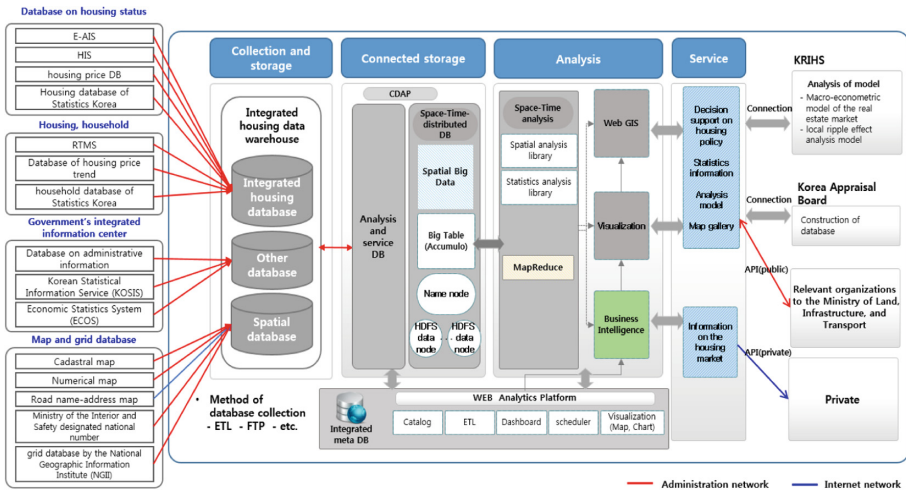 Database on housing status
E-AIS
HIS
housing price DB
Housing database of
Statistics Korea
Housing, household
RTMS
Database of housing price
trend
household database of
Statistics Korea
Government's integrated
information center
Database on administrative
information
Korean Statistical
Information Service (KOSIS)
Economic Statistics System
(ECOS)
Map and grid database
Cadastral map
Numerical map
Road name-address map
Ministry of the Interior and
Safety designated national
number
grid database by the National
Geographic Information
Institute (NGII)
Collection and
storage
Integrated
housing data
warehouse
Integrated
housing
database
Other
database
Spatial
database
• Method of
database collection
- ETL - FTP - etc.
Connected storage
CDAP
Analysis
and
service DB
Space-Time-
distributed DB
Spatial Big
Data
Big Table
(Accumulo)
Name node
HDFS
data
node
...
HDFS
data
node
Analysis
Space-Time
analysis
Spatial analysis
library
Statistics analysis
library
MapReduce
Web GIS
Visualization
Business
Intelligence
Integrated
meta DB
WEB Analytics Platform
Catalog
ETL
Dashboard
scheduler
Visualization
(Map, Chart)
Service
Decision
support on
housing
policy
Statistics
information
Analysis
model
Map gallery
Information
on the
housing
market
Connection
Connection
API(public)
API(private)
KRIHS
Analysis of model
- Macro-econometric
model of the real
estate market
- local ripple effect
analysis model
Korea Appraisal
Board
Construction of
database
Relevant organizations
to the Ministry of Land,
Infrastructure, and
Transport
Private
Administration network
Internet network